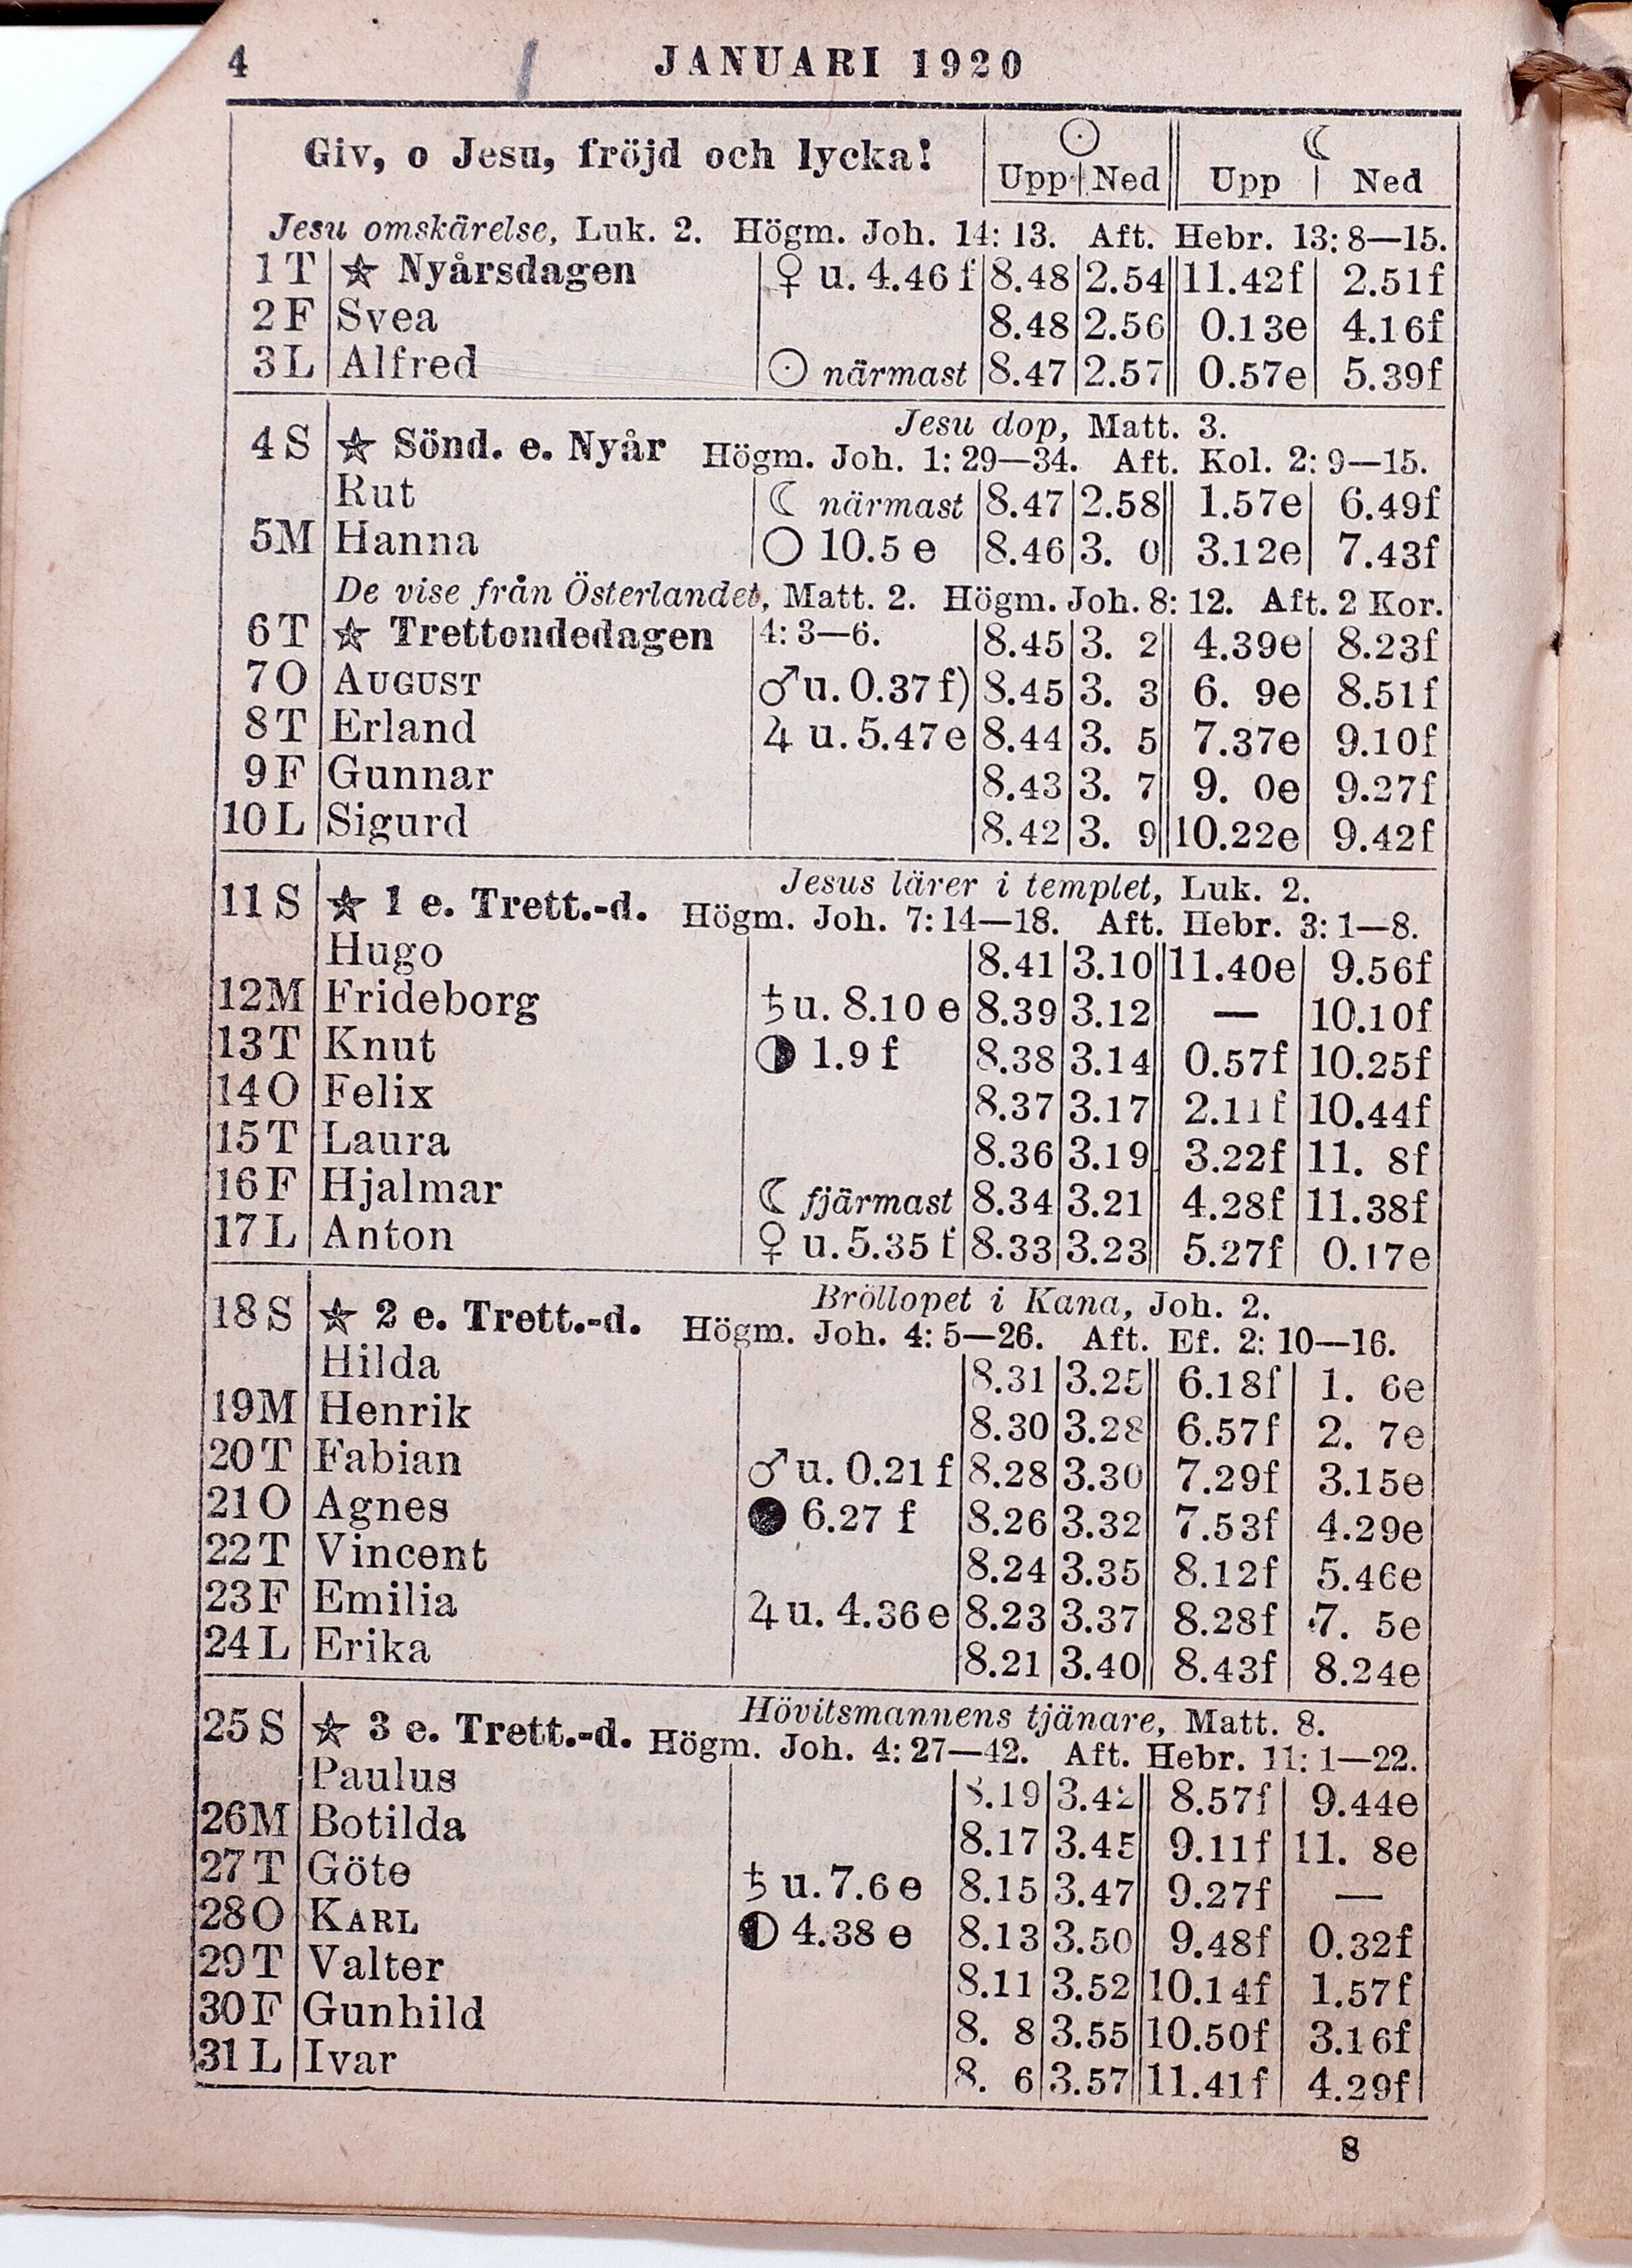 4 JANUARI 1920
Giv, o Jesu, fröjd och lycka! ☉ ☾
Upp Ned Upp Ned
Jesu omskärelse, Luk. 2. Högm. Joh. 14: 13. Aft. Hebr. 13: 8—15.
1 T ☆ Nyårsdagen ♀ u. 4.46 f 8.48 2.54 11.42f 2.51f
2 F Svea 8.48 2.56 0.13e 4.16f
3 L Alfred ☉ närmast 8.47 2.57 0.57e 5.39f
Jesu dop, Matt. 3.
4 S ☆ Sönd. e. Nyår Högm. Joh. 1: 29—34. Aft. Kol. 2: 9—15.
Rut ☾ närmast 8.47 2.58 1.57e 6.49f
5 M Hanna ○ 10.5 e 8.46 3. 0 3.12e 7.43f
De vise från Österlandet, Matt. 2. Högm. Joh. 8: 12. Aft. 2 Kor.
6 T ☆ Trettondedagen 4: 3—6. 8.45 3. 2 4.39e 8.23f
7 O AUGUST ♂ u. 0.37 f) 8.45 3. 3 6. 9e 8.51f
8 T Erland ♃ u. 5.47 e 8.44 3. 5 7.37e 9.10f
9 F Gunnar 8.43 3. 7 9. 0e 9.27f
10 L Sigurd 8.42 3. 9 10.22e 9.42f
Jesus lärer i templet, Luk. 2.
11 S ☆ 1 e. Trett.-d. Högm. Joh. 7: 14—18. Aft. Hebr. 3: 1—8.
Hugo 8.41 3.10 11.40e 9.56f
12 M Frideborg ♄ u. 8.10 e 8.39 3.12 — 10.10f
13 T Knut ◑ 1.9 f 8.38 3.14 0.57f 10.25f
14 O Felix 8.37 3.17 2.11f 10.44f
15 T Laura 8.36 3.19 3.22f 11. 8f
16 F Hjalmar ☾ fjärmast 8.34 3.21 4.28f 11.38f
17 L Anton ♀ u. 5.35 f 8.33 3.23 5.27f 0.17e
Bröllopet i Kana, Joh. 2.
18 S ☆ 2 e. Trett.-d. Högm. Joh. 4: 5—26. Aft. Ef. 2: 10—16.
Hilda 8.31 3.25 6.18f 1. 6e
19 M Henrik 8.30 3.28 6.57f 2. 7e
20 T Fabian ♂ u. 0.21 f 8.28 3.30 7.29f 3.15e
21 O Agnes ● 6.27 f 8.26 3.32 7.53f 4.29e
22 T Vincent 8.24 3.35 8.12f 5.46e
23 F Emilia ♃ u. 4.36 e 8.23 3.37 8.28f 7. 5e
24 L Erika 8.21 3.40 8.43f 8.24e
Hövitsmannens tjänare, Matt. 8.
25 S ☆ 3 e. Trett.-d. Högm. Joh. 4: 27—42. Aft. Hebr. 11: 1—22.
Paulus 8.19 3.42 8.57f 9.44e
26 M Botilda 8.17 3.45 9.11f 11. 8e
27 T Göte ♄ u. 7.6 e 8.15 3.47 9.27f —
28 O KARL ◐ 4.38 e 8.13 3.50 9.48f 0.32f
29 T Valter 8.11 3.52 10.14f 1.57f
30 F Gunhild 8. 8 3.55 10.50f 3.16f
31 L Ivar 8. 6 3.57 11.41f 4.29f
8